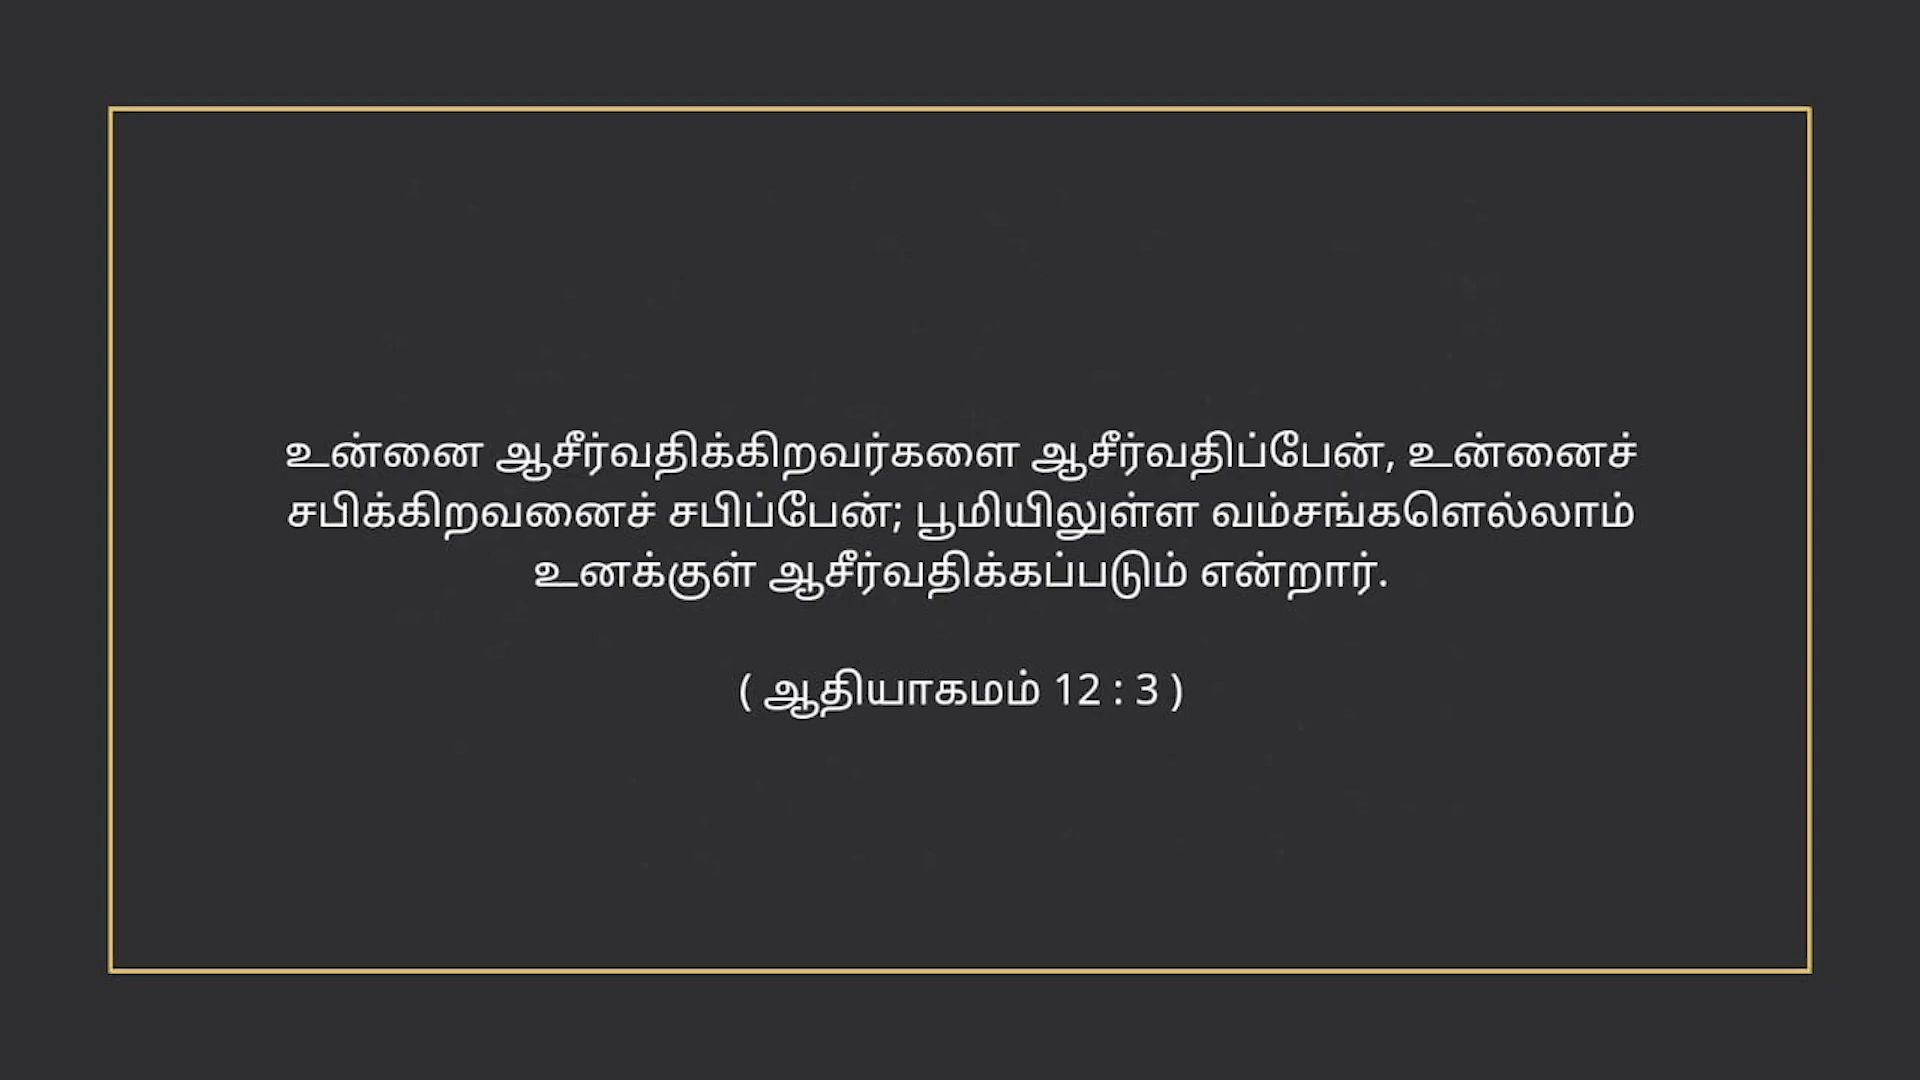 உன்னை ஆசீர்வதிக்கிறவர்களை ஆசீர்வதிப்பேன், உன்னைச்
சபிக்கிறவனைச் சபிப்பேன்; பூமியிலுள்ள வம்சங்களெல்லாம்
உனக்குள் ஆசீர்வதிக்கப்படும் என்றார்.
( ஆதியாகமம் 12 : 3 )